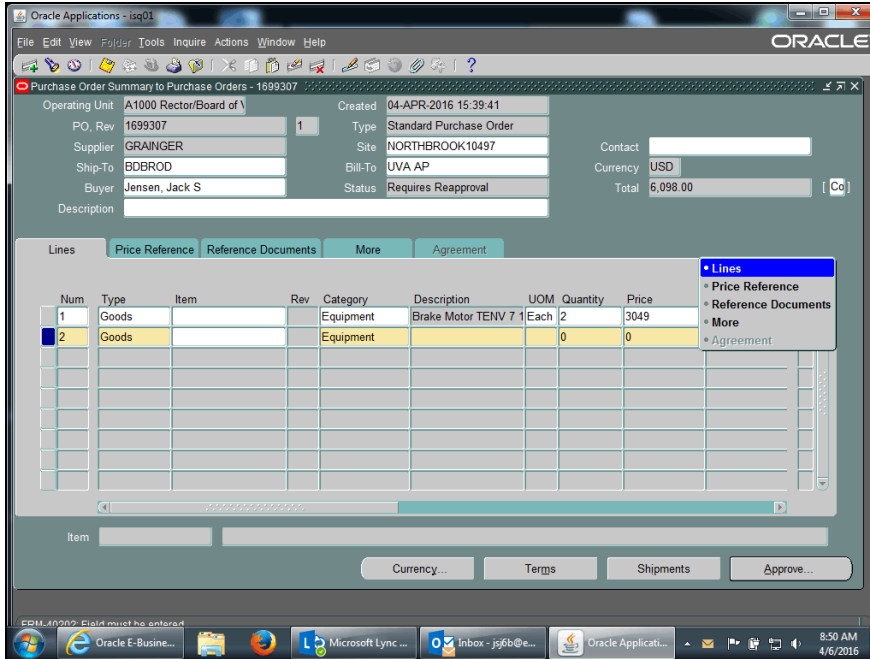 Oracle Applications - isq01
File Edit View Folder Tools Inquire Actions Window Help
ORACLE
Purchase Order Summary to Purchase Orders - 1699307
Operating Unit A1000 Rector/Board of V Created 04-APR-2016 15:39:41
PO, Rev 1699307 1 Type Standard Purchase Order
Supplier GRAINGER Site NORTHBROOK10497 Contact
Ship-To BDBROD Bill-To UVA AP Currency USD
Buyer Jensen, Jack S Status Requires Reapproval Total 6,098.00 [ Co ]
Description
Lines Price Reference Reference Documents More Agreement
• Lines
• Price Reference
• Reference Documents
• More
• Agreement
Num Type Item Rev Category Description UOM Quantity Price
1 Goods Equipment Brake Motor TENV 7 1 Each 2 3049
2 Goods Equipment 0 0
Item
Currency... Terms Shipments Approve...
FRM-40202: Field must be entered
Oracle E-Busine... Microsoft Lync ... Inbox - jsj6b@e... Oracle Applicati... 8:50 AM
4/6/2016